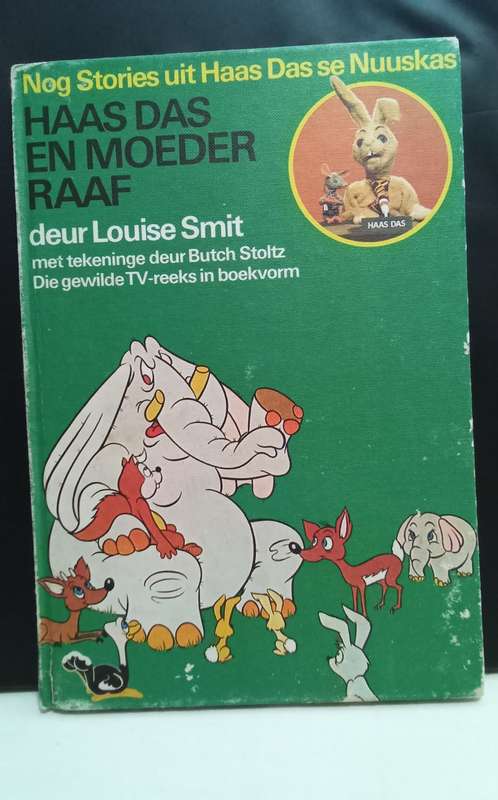 Nog Stories uit Haas Das se Nuuskas
HAAS DAS
EN MOEDER
RAAF
HAAS DAS
deur Louise Smit
met tekeninge deur Butch Stoltz
Die gewilde TV-reeks in boekvorm